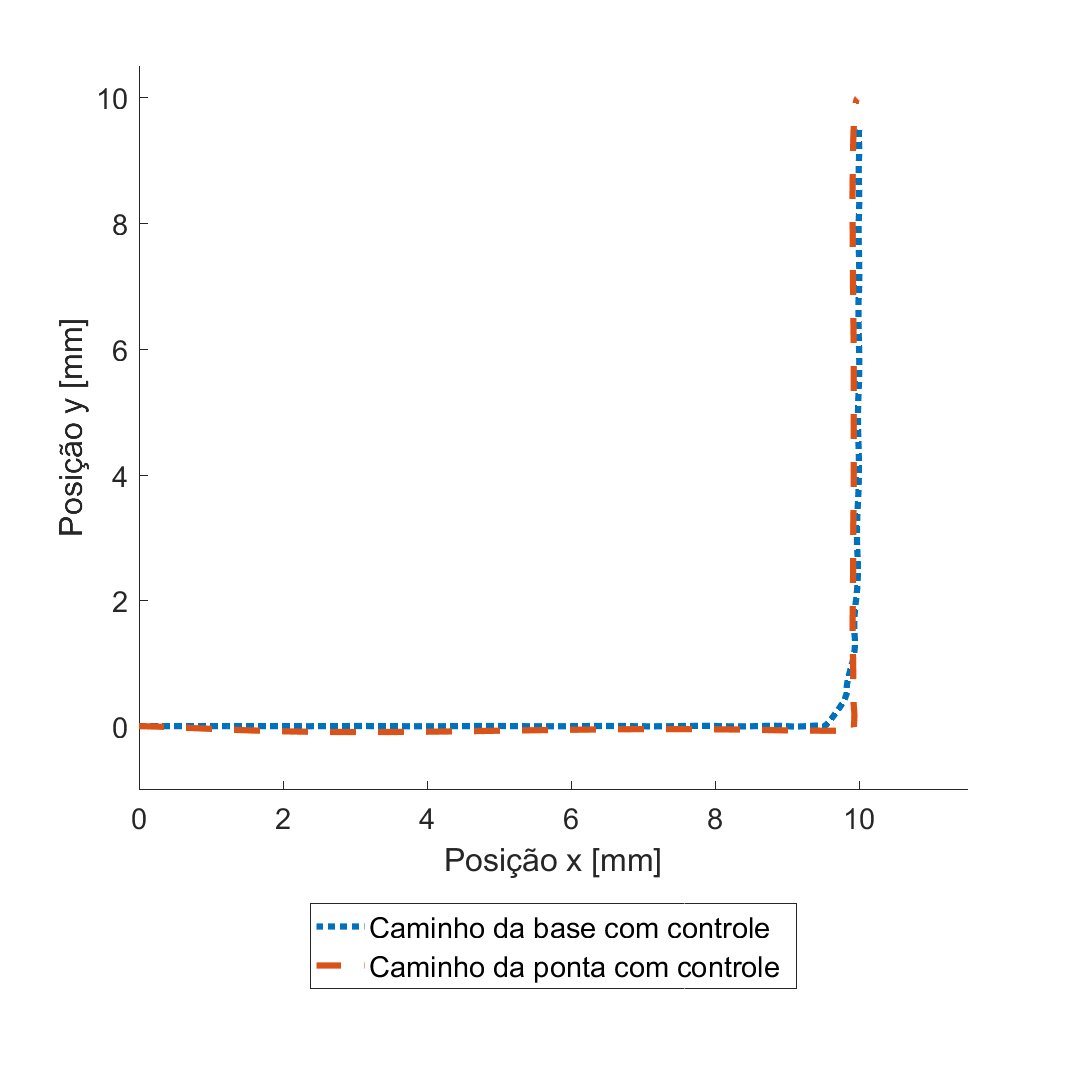 10
8
6
4
2
0
Posição y [mm]
0 2 4 6 8 10
Posição x [mm]
Caminho da base com controle
Caminho da ponta com controle